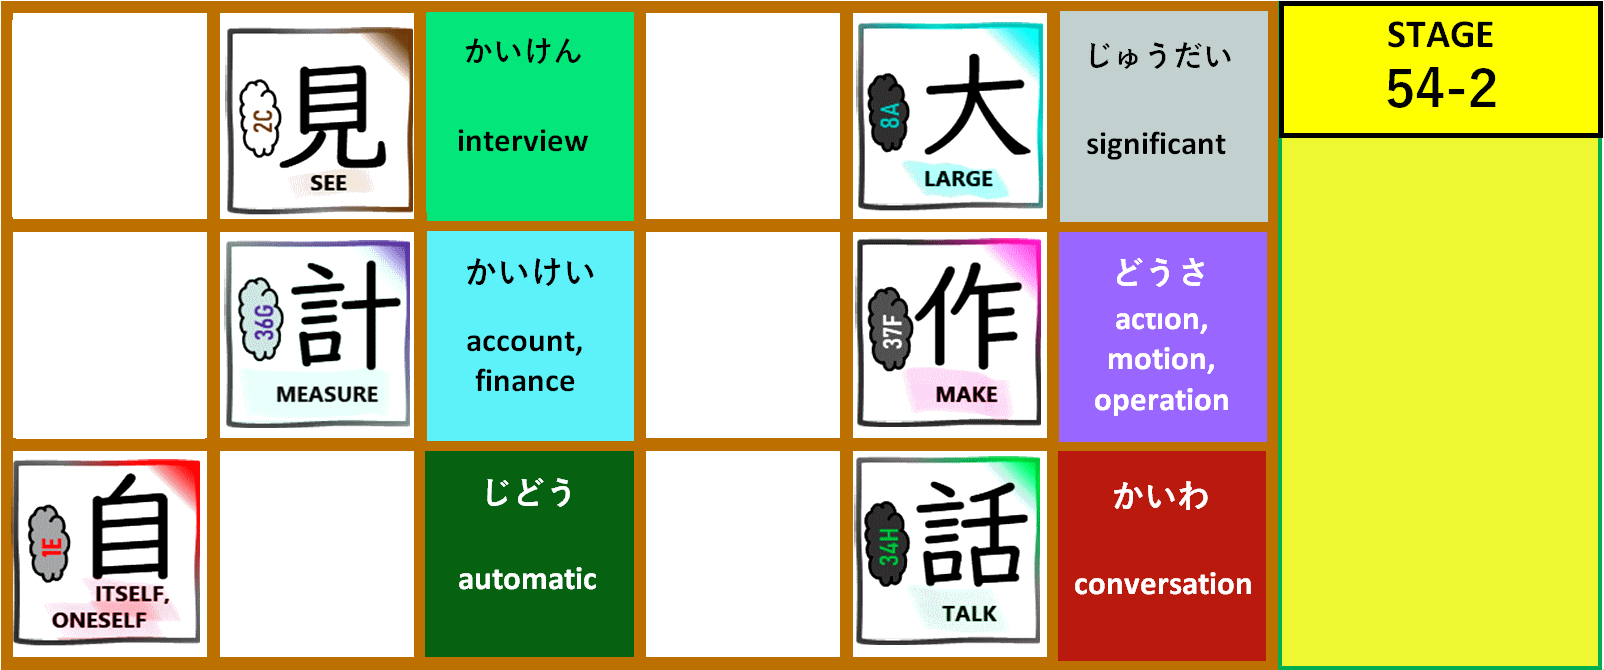 2C
見
SEE
かいけん
interview
8A
大
LARGE
じゅうだい
significant
STAGE
54-2
36G
計
MEASURE
かいけい
account,
finance
37F
作
MAKE
どうさ
action,
motion,
operation
1E
自
ITSELF,
ONESELF
じどう
automatic
34H
話
TALK
かいわ
conversation